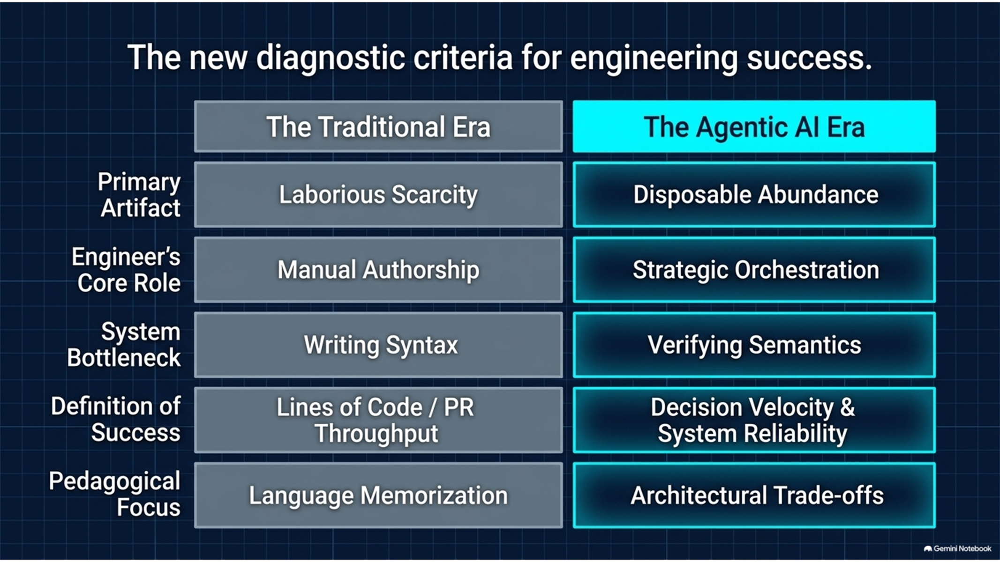 The new diagnostic criteria for engineering success.
The Traditional Era
The Agentic AI Era
Primary
Artifact
Laborious Scarcity
Disposable Abundance
Engineer’s
Core Role
Manual Authorship
Strategic Orchestration
System
Bottleneck
Writing Syntax
Verifying Semantics
Definition of
Success
Lines of Code / PR
Throughput
Decision Velocity &
System Reliability
Pedagogical
Focus
Language Memorization
Architectural Trade-offs
Gemini Notebook